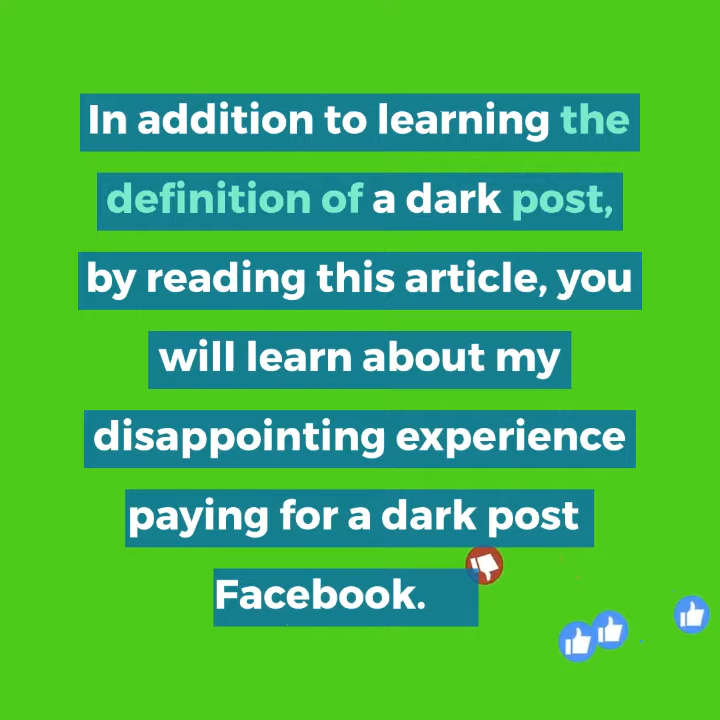 In addition to learning the
definition of a dark post,
by reading this article, you
will learn about my
disappointing experience
paying for a dark post
Facebook.